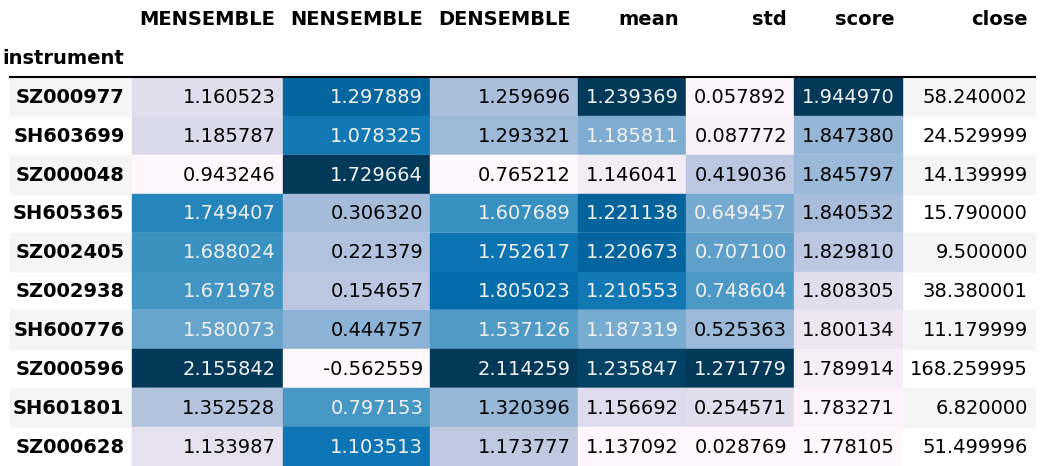 MENSEMBLE NENSEMBLE DENSEMBLE mean std score close
instrument
SZ000977 1.160523 1.297889 1.259696 1.239369 0.057892 1.944970 58.240002
SH603699 1.185787 1.078325 1.293321 1.185811 0.087772 1.847380 24.529999
SZ000048 0.943246 1.729664 0.765212 1.146041 0.419036 1.845797 14.139999
SH605365 1.749407 0.306320 1.607689 1.221138 0.649457 1.840532 15.790000
SZ002405 1.688024 0.221379 1.752617 1.220673 0.707100 1.829810 9.500000
SZ002938 1.671978 0.154657 1.805023 1.210553 0.748604 1.808305 38.380001
SH600776 1.580073 0.444757 1.537126 1.187319 0.525363 1.800134 11.179999
SZ000596 2.155842 -0.562559 2.114259 1.235847 1.271779 1.789914 168.259995
SH601801 1.352528 0.797153 1.320396 1.156692 0.254571 1.783271 6.820000
SZ000628 1.133987 1.103513 1.173777 1.137092 0.028769 1.778105 51.499996